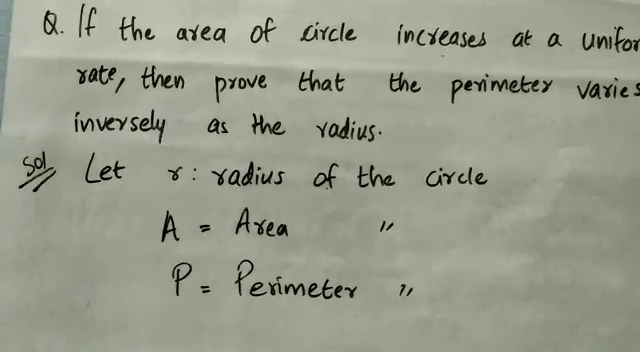 Q. If the area of circle increases at a unifor
rate, then prove that the perimeter varies
inversely as the radius.
Sol Let r : radius of the circle
A = Area "
P = Perimeter "